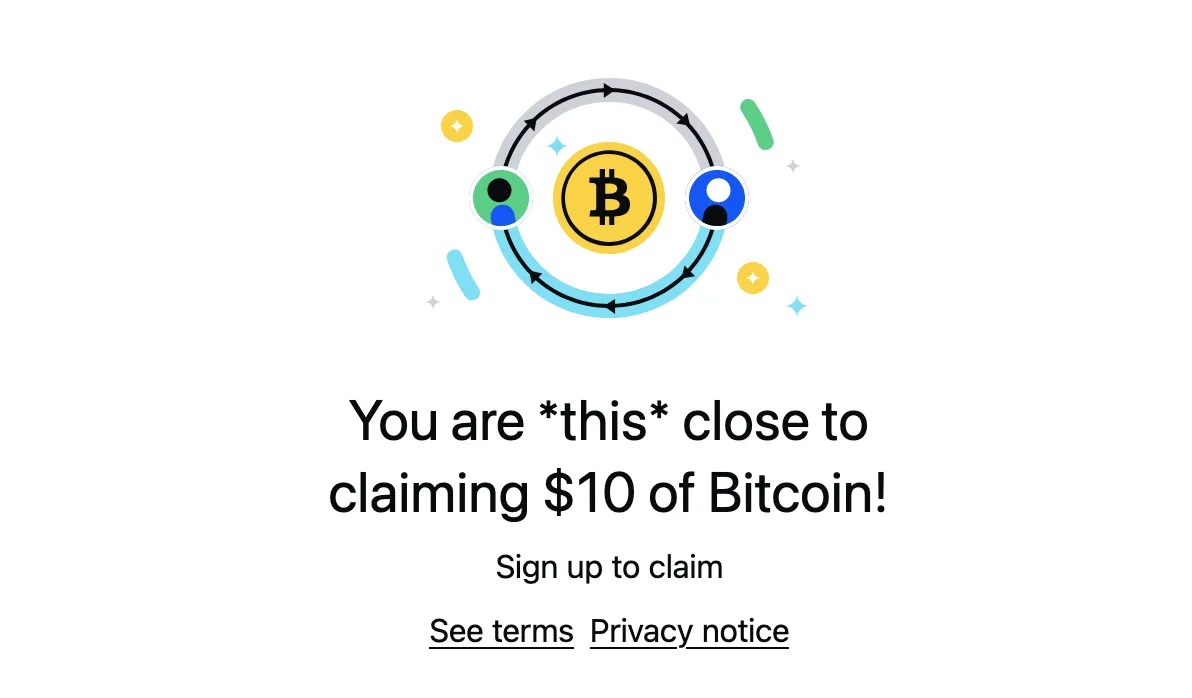 You are *this* close to
claiming $10 of Bitcoin!
Sign up to claim
See terms Privacy notice